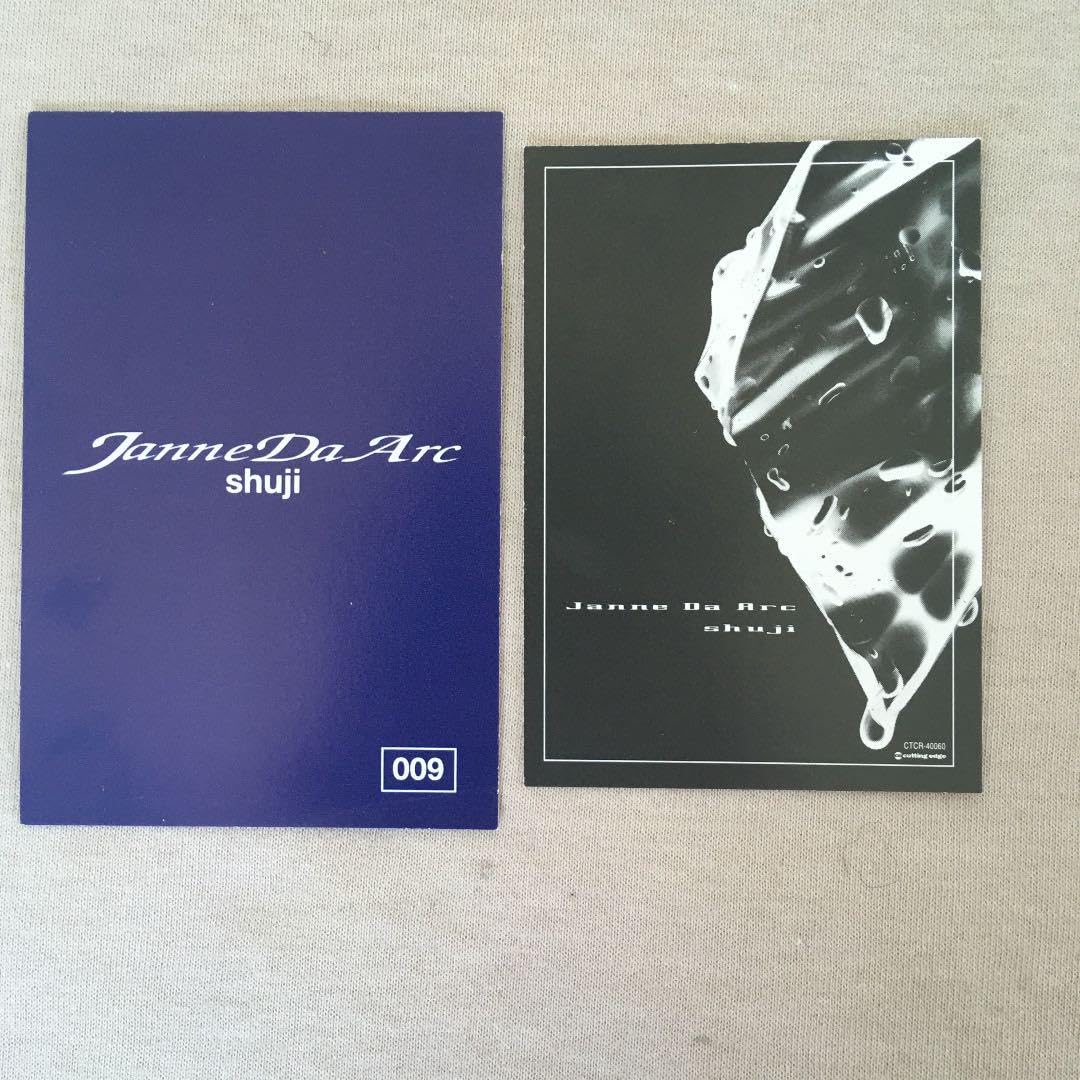 Janne Da Arc
shuji
009
Janne Da Arc
shuji
CTCR-40060
cutting edge